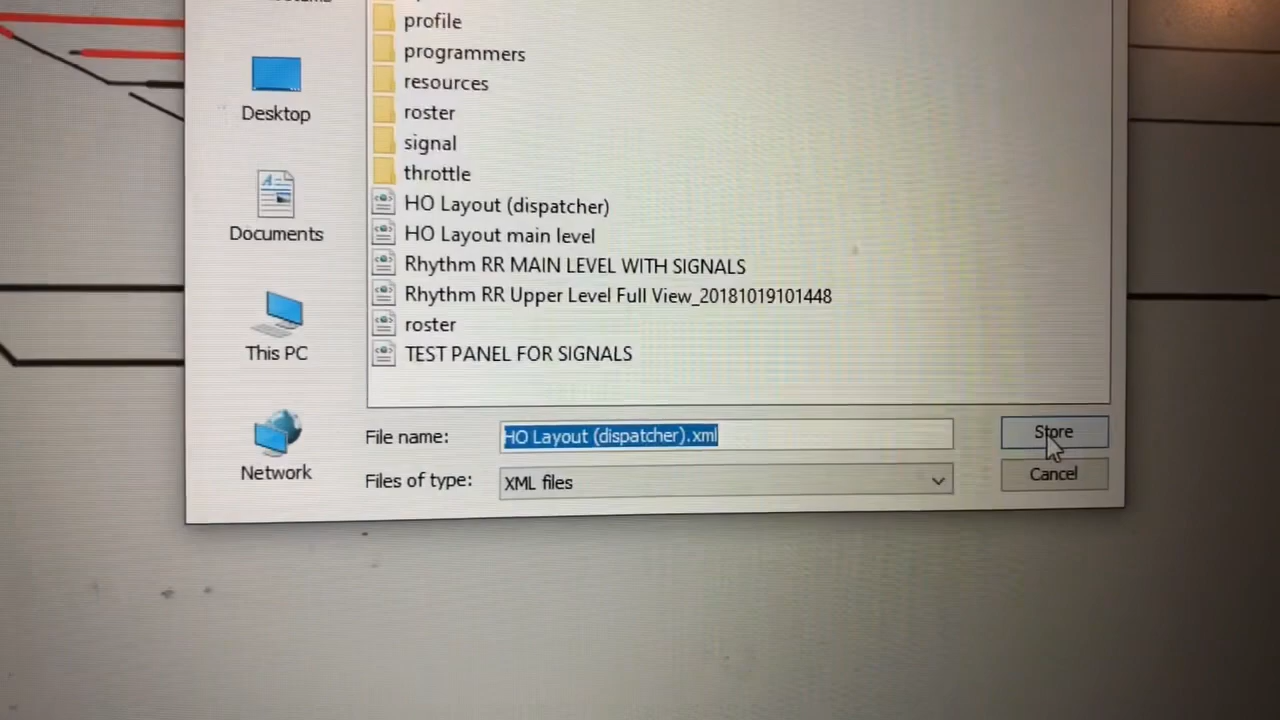 profile
programmers
resources
Desktop
roster
signal
throttle
HO Layout (dispatcher)
Documents
HO Layout main level
Rhythm RR MAIN LEVEL WITH SIGNALS
Rhythm RR Upper Level Full View_20181019101448
roster
This PC
TEST PANEL FOR SIGNALS
File name:
HO Layout (dispatcher).xml
Store
Network
Files of type:
XML files
Cancel